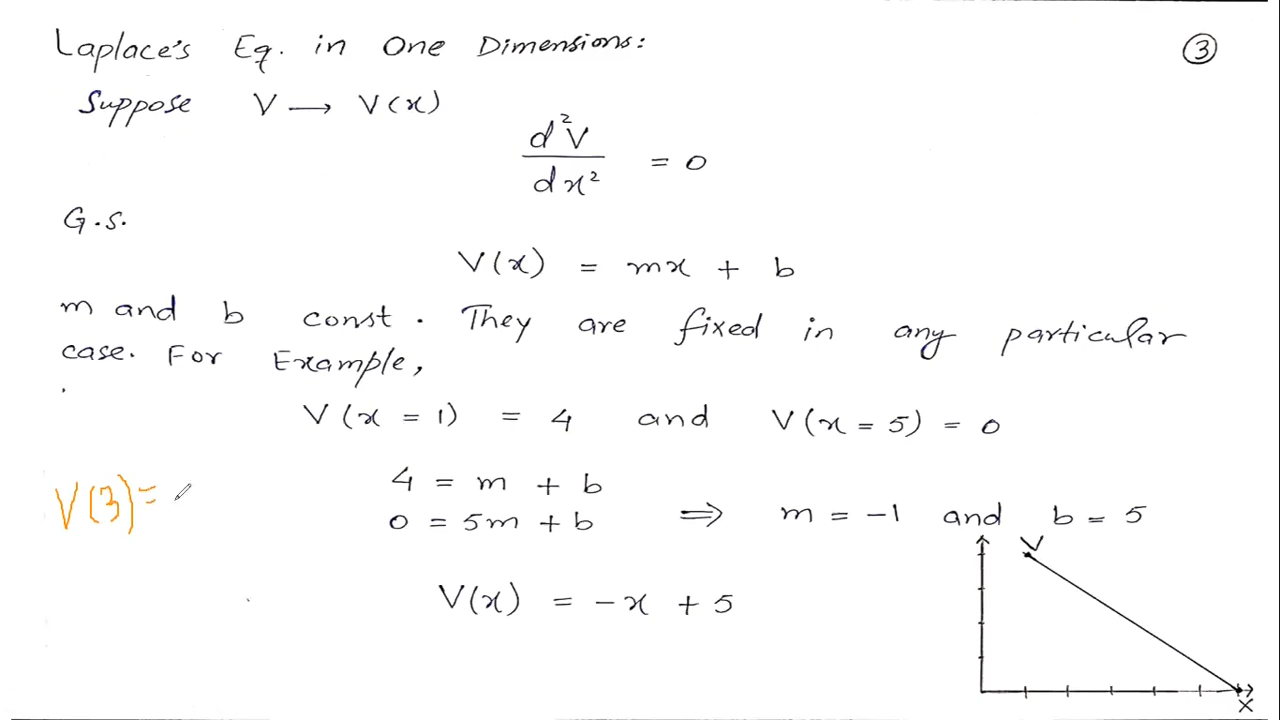 Laplace's Eq. in One Dimensions:
③
Suppose V → V(x)
d²V/dx² = 0
G.S.
V(x) = mx + b
m and b const. They are fixed in any particular
case. For Example,
V(x = 1) = 4 and V(x = 5) = 0
4 = m + b
V(3) =
0 = 5m + b ⇒ m = -1 and b = 5
V
V(x) = -x + 5
X